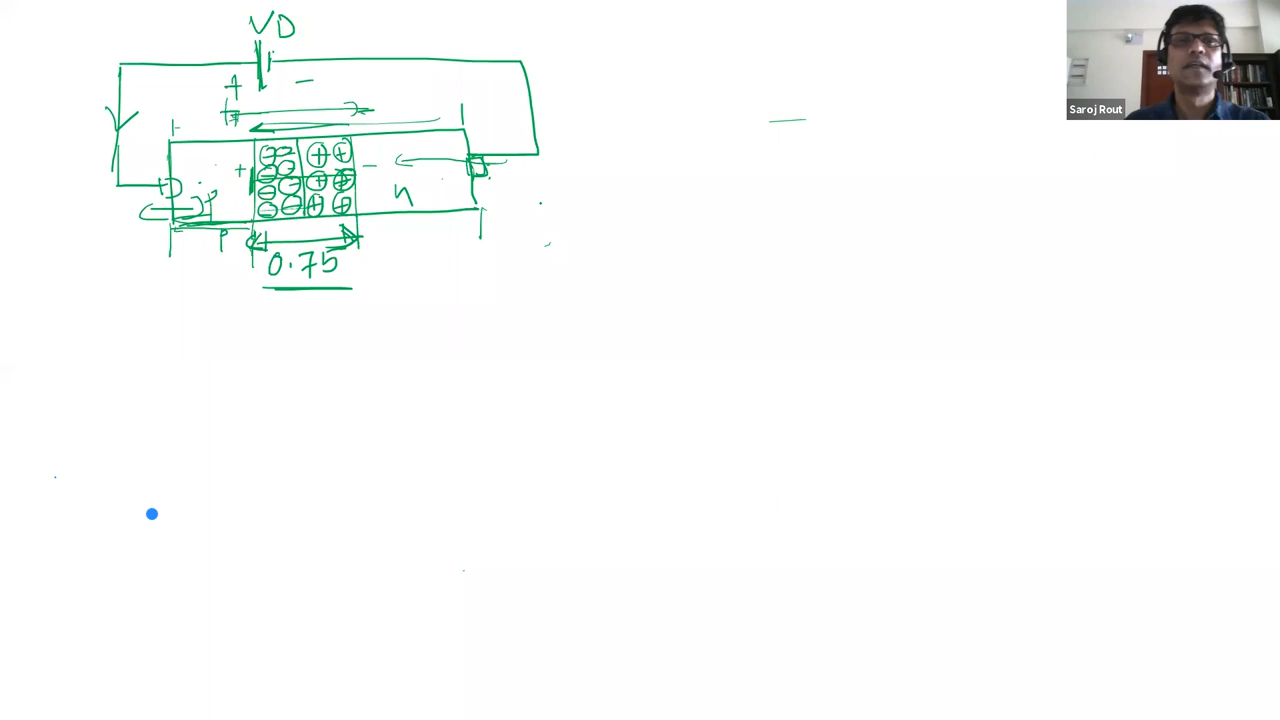 VD
+ -
+ -
P
n
P
0.75
Saroj Rout